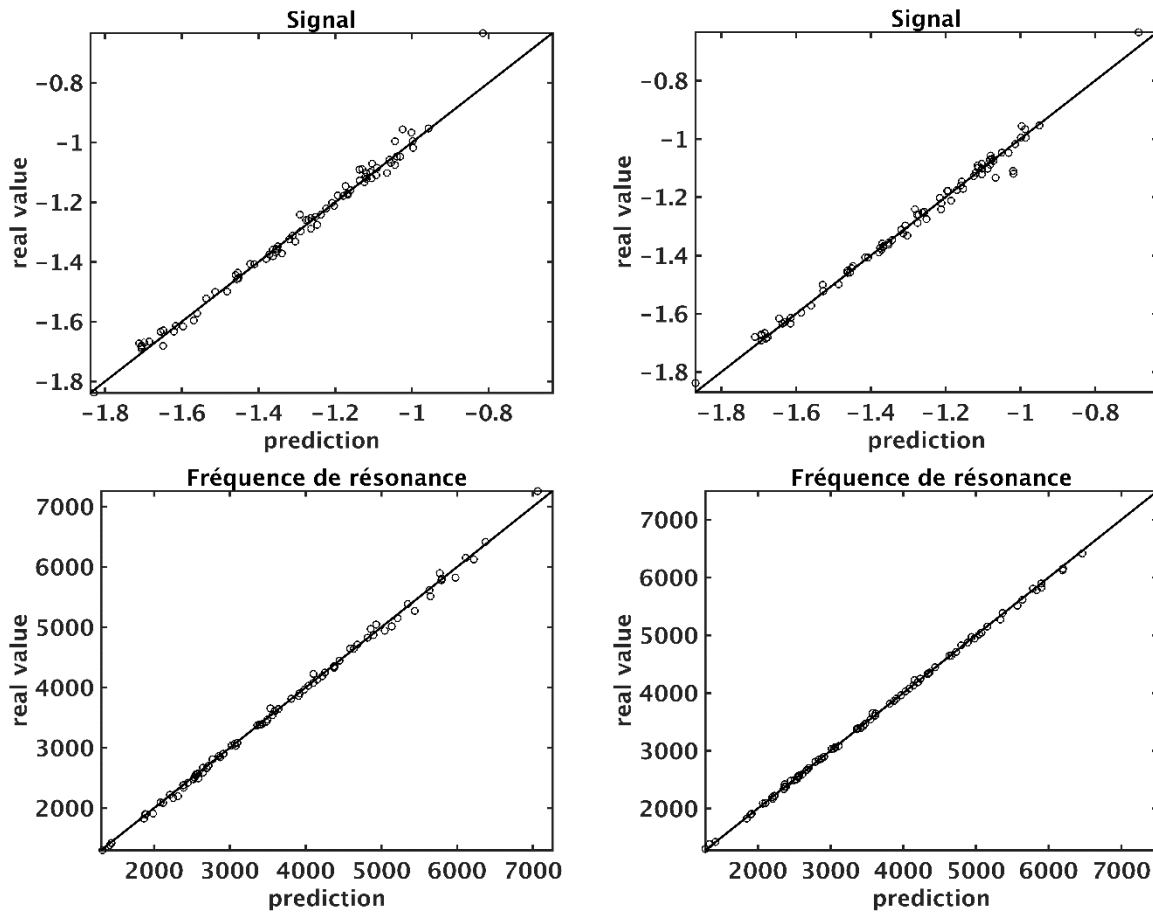 Signal
−0.8
−1
−1.2
−1.4
−1.6
−1.8
real value
−1.8 −1.6 −1.4 −1.2 −1 −0.8
prediction
Signal
−0.8
−1
−1.2
−1.4
−1.6
−1.8
real value
−1.8 −1.6 −1.4 −1.2 −1 −0.8
prediction
Fréquence de résonance
7000
6000
5000
4000
3000
2000
real value
2000 3000 4000 5000 6000 7000
prediction
Fréquence de résonance
7000
6000
5000
4000
3000
2000
real value
2000 3000 4000 5000 6000 7000
prediction